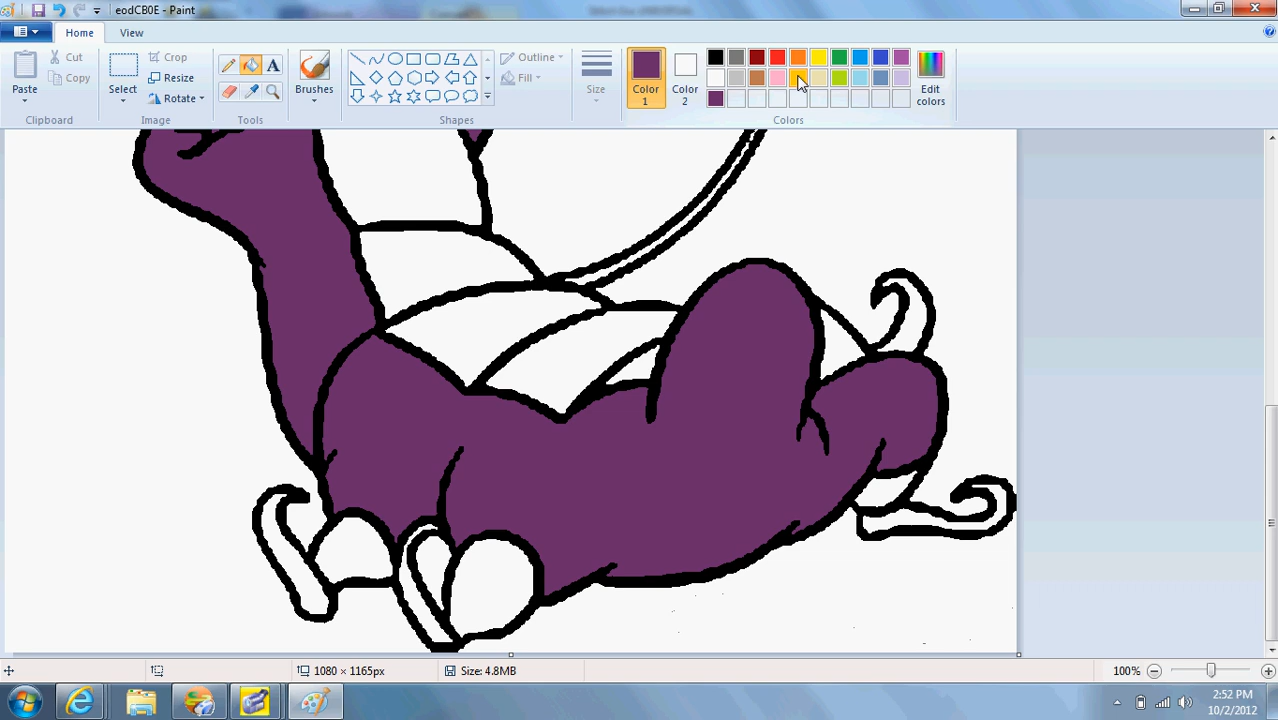 eodCB0E - Paint
Home View
Paste
Cut
Copy
Clipboard
Select
Crop
Resize
Rotate
Image
A
Tools
Brushes
Outline
Fill
Shapes
Size
Color 1
Color 2
Edit colors
Colors
1080 × 1165px
Size: 4.8MB
100%
2:52 PM
10/2/2012